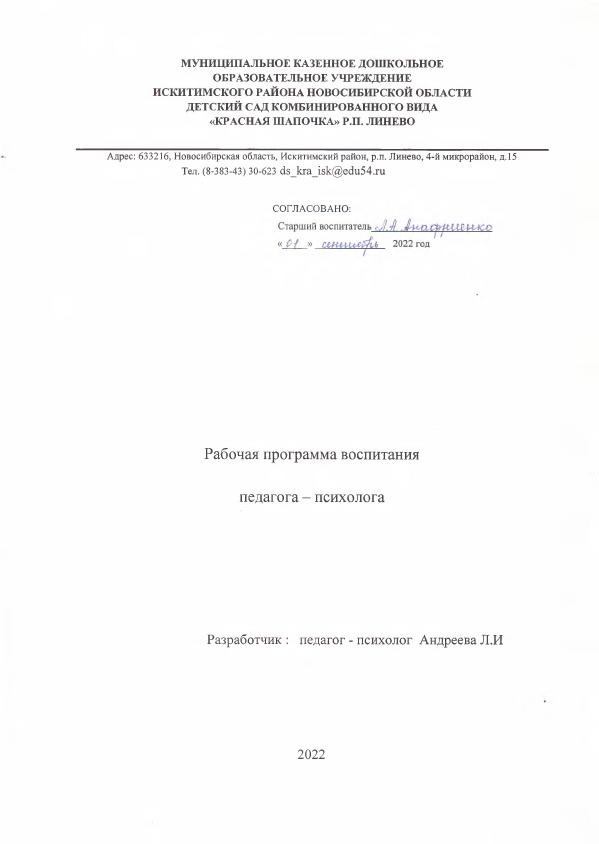 МУНИЦИПАЛЬНОЕ КАЗЕННОЕ ДОШКОЛЬНОЕ
ОБРАЗОВАТЕЛЬНОЕ УЧРЕЖДЕНИЕ
ИСКИТИМСКОГО РАЙОНА НОВОСИБИРСКОЙ ОБЛАСТИ
ДЕТСКИЙ САД КОМБИНИРОВАННОГО ВИДА
«КРАСНАЯ ШАПОЧКА» Р.П. ЛИНЕВО
Адрес: 633216, Новосибирская область, Искитимский район, р.п. Линево, 4-й микрорайон, д.15
Тел. (8-383-43) 30-623 ds_kra_isk@edu54.ru
СОГЛАСОВАНО:
Старший воспитатель Л.А
« 01 » сентябрь 2022 год
Рабочая программа воспитания
педагога – психолога
Разработчик : педагог - психолог Андреева Л.И
2022